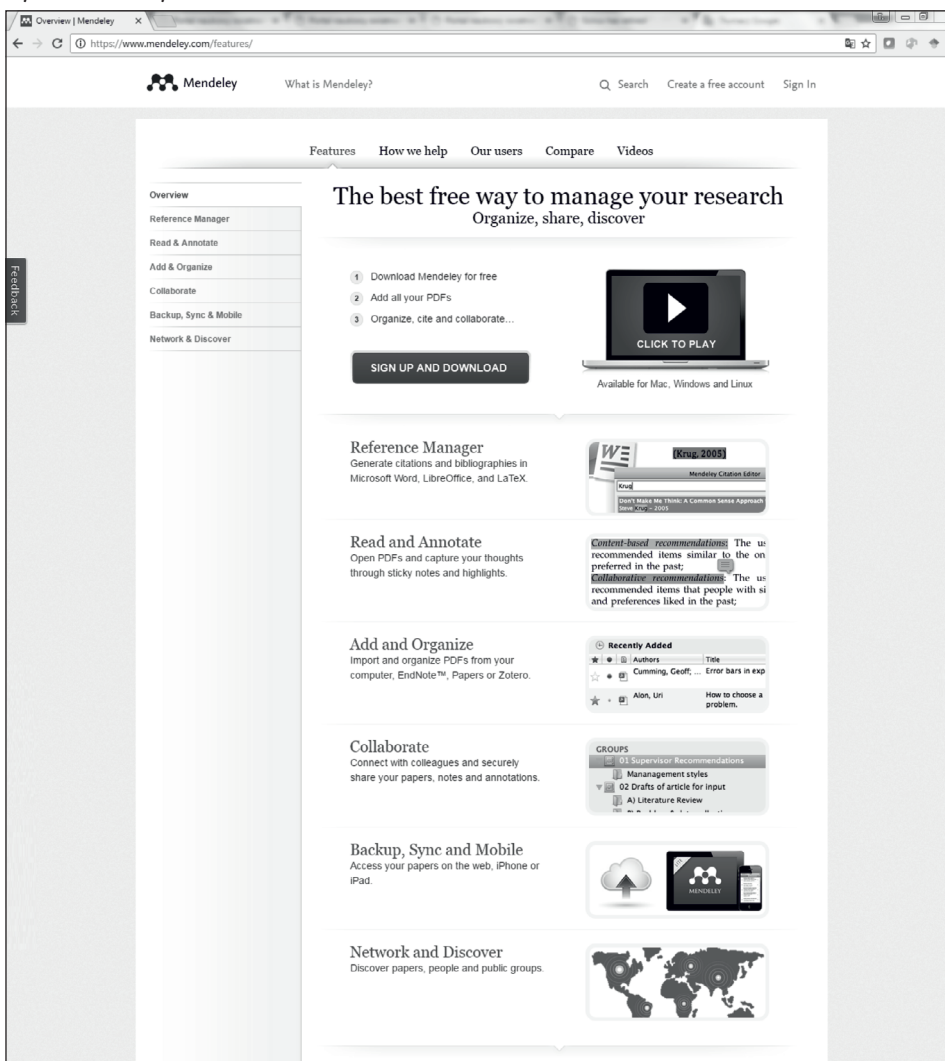 Overview | Mendeley
https://www.mendeley.com/features/
Mendeley
What is Mendeley?
Search
Create a free account
Sign In
Features
How we help
Our users
Compare
Videos
Overview
Reference Manager
Read & Annotate
Add & Organize
Collaborate
Backup, Sync & Mobile
Network & Discover
Feedback
The best free way to manage your research
Organize, share, discover
1 Download Mendeley for free
2 Add all your PDFs
3 Organize, cite and collaborate...
SIGN UP AND DOWNLOAD
CLICK TO PLAY
Available for Mac, Windows and Linux
Reference Manager
Generate citations and bibliographies in
Microsoft Word, LibreOffice, and LaTeX.
W
(Krug, 2005)
Mendeley Citation Editor
Krug
Don't Make Me Think: A Common Sense Approach
Steve Krug – 2005
Read and Annotate
Open PDFs and capture your thoughts
through sticky notes and highlights.
Content-based recommendations: The us
recommended items similar to the on
preferred in the past;
Collaborative recommendations: The us
recommended items that people with si
and preferences liked in the past;
Add and Organize
Import and organize PDFs from your
computer, EndNote™, Papers or Zotero.
Recently Added
Authors Title
Cumming, Geoff; ... Error bars in exp
Alon, Uri How to choose a
problem.
Collaborate
Connect with colleagues and securely
share your papers, notes and annotations.
GROUPS
01 Supervisor Recommendations
Mananagement styles
02 Drafts of article for input
A) Literature Review
Backup, Sync and Mobile
Access your papers on the web, iPhone or
iPad.
MENDELEY
Network and Discover
Discover papers, people and public groups.